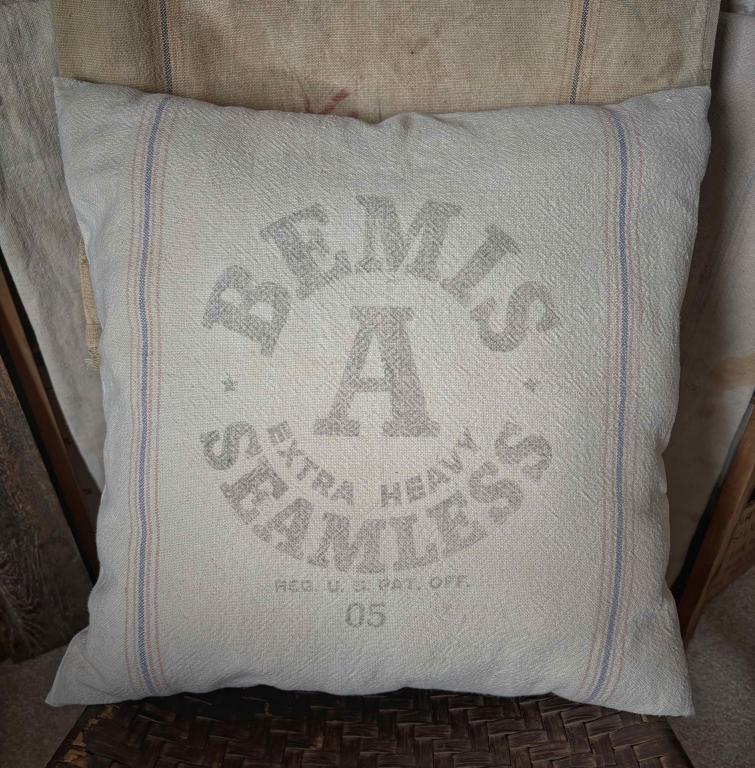 BEMIS
A
EXTRA HEAVY
SEAMLESS
REG. U. S. PAT. OFF.
05